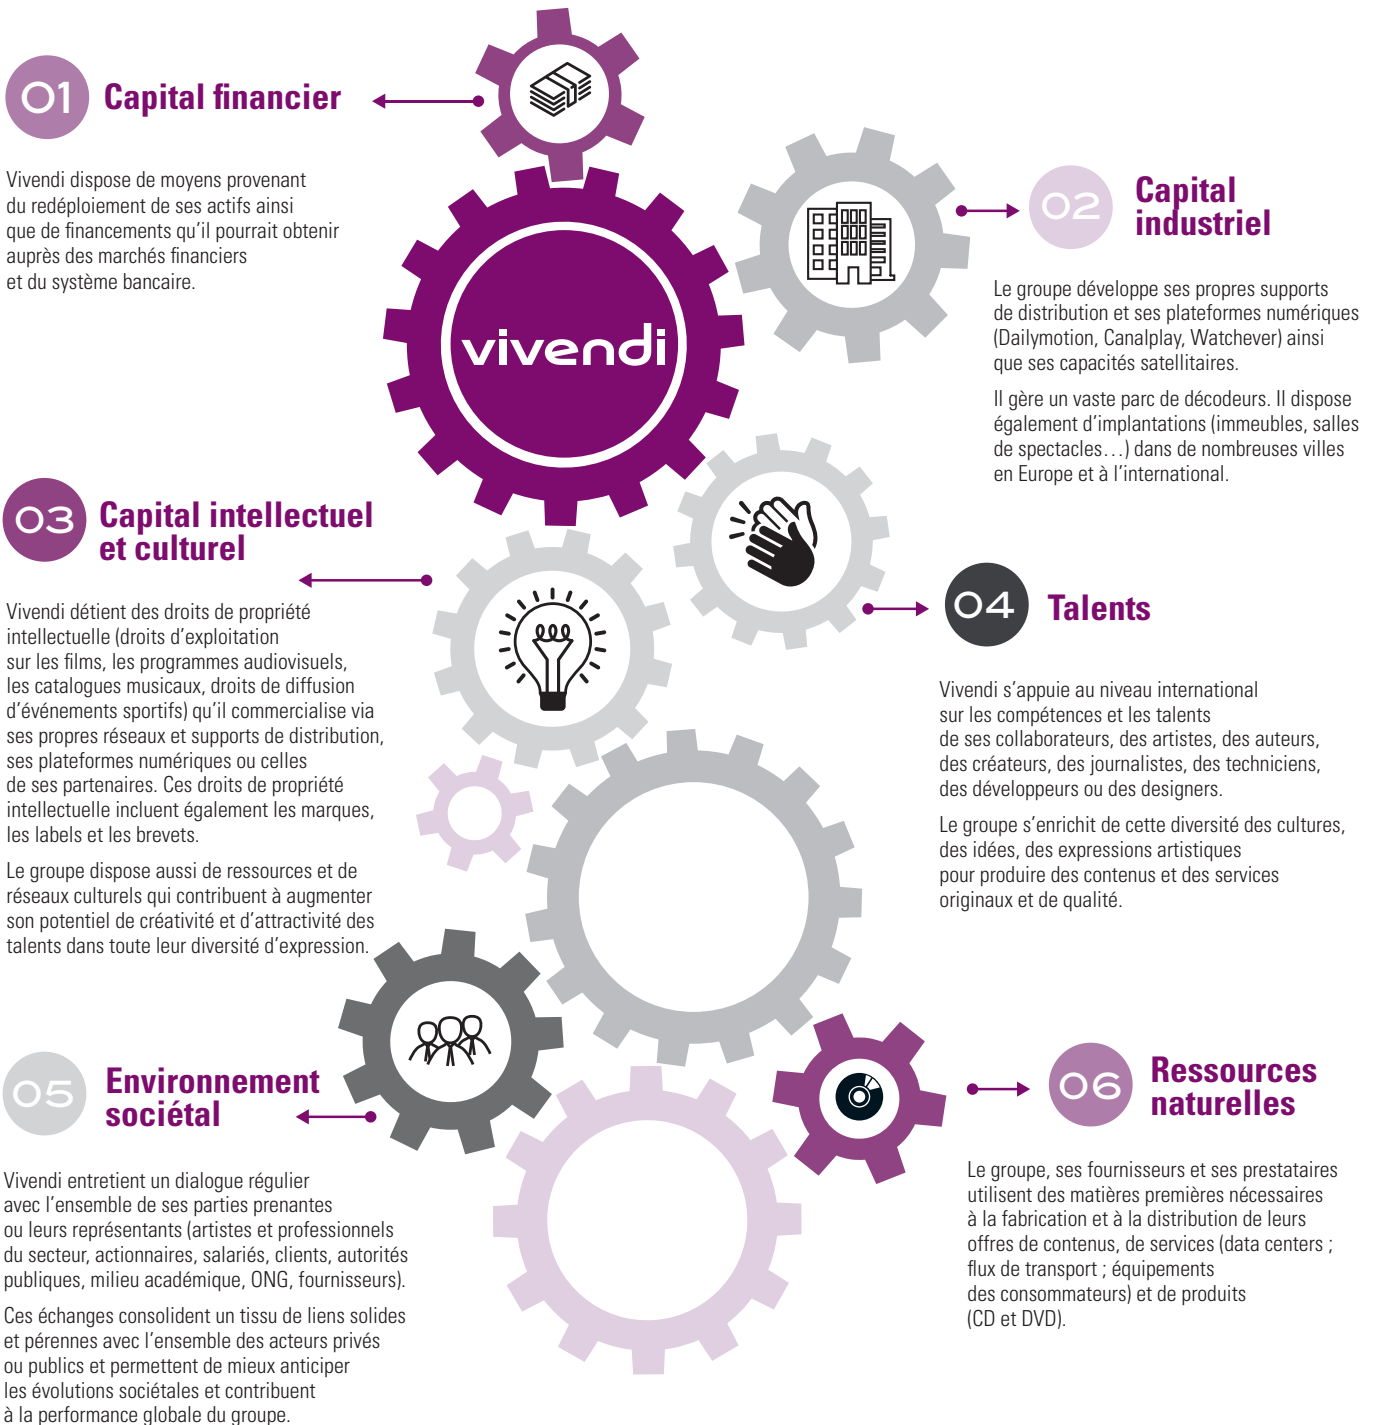 01
Capital financier
Vivendi dispose de moyens provenant
du redéploiement de ses actifs ainsi
que de financements qu'il pourrait obtenir
auprès des marchés financiers
et du système bancaire.
vivendi
02
Capital
industriel
Le groupe développe ses propres supports
de distribution et ses plateformes numériques
(Dailymotion, Canalplay, Watchever) ainsi
que ses capacités satellitaires.
Il gère un vaste parc de décodeurs. Il dispose
également d'implantations (immeubles, salles
de spectacles…) dans de nombreuses villes
en Europe et à l'international.
03
Capital intellectuel
et culturel
Vivendi détient des droits de propriété
intellectuelle (droits d'exploitation
sur les films, les programmes audiovisuels,
les catalogues musicaux, droits de diffusion
d'événements sportifs) qu'il commercialise via
ses propres réseaux et supports de distribution,
ses plateformes numériques ou celles
de ses partenaires. Ces droits de propriété
intellectuelle incluent également les marques,
les labels et les brevets.
Le groupe dispose aussi de ressources et de
réseaux culturels qui contribuent à augmenter
son potentiel de créativité et d'attractivité des
talents dans toute leur diversité d'expression.
04
Talents
Vivendi s'appuie au niveau international
sur les compétences et les talents
de ses collaborateurs, des artistes, des auteurs,
des créateurs, des journalistes, des techniciens,
des développeurs ou des designers.
Le groupe s'enrichit de cette diversité des cultures,
des idées, des expressions artistiques
pour produire des contenus et des services
originaux et de qualité.
05
Environnement
sociétal
Vivendi entretient un dialogue régulier
avec l'ensemble de ses parties prenantes
ou leurs représentants (artistes et professionnels
du secteur, actionnaires, salariés, clients, autorités
publiques, milieu académique, ONG, fournisseurs).
Ces échanges consolident un tissu de liens solides
et pérennes avec l'ensemble des acteurs privés
ou publics et permettent de mieux anticiper
les évolutions sociétales et contribuent
à la performance globale du groupe.
06
Ressources
naturelles
Le groupe, ses fournisseurs et ses prestataires
utilisent des matières premières nécessaires
à la fabrication et à la distribution de leurs
offres de contenus, de services (data centers ;
flux de transport ; équipements
des consommateurs) et de produits
(CD et DVD).